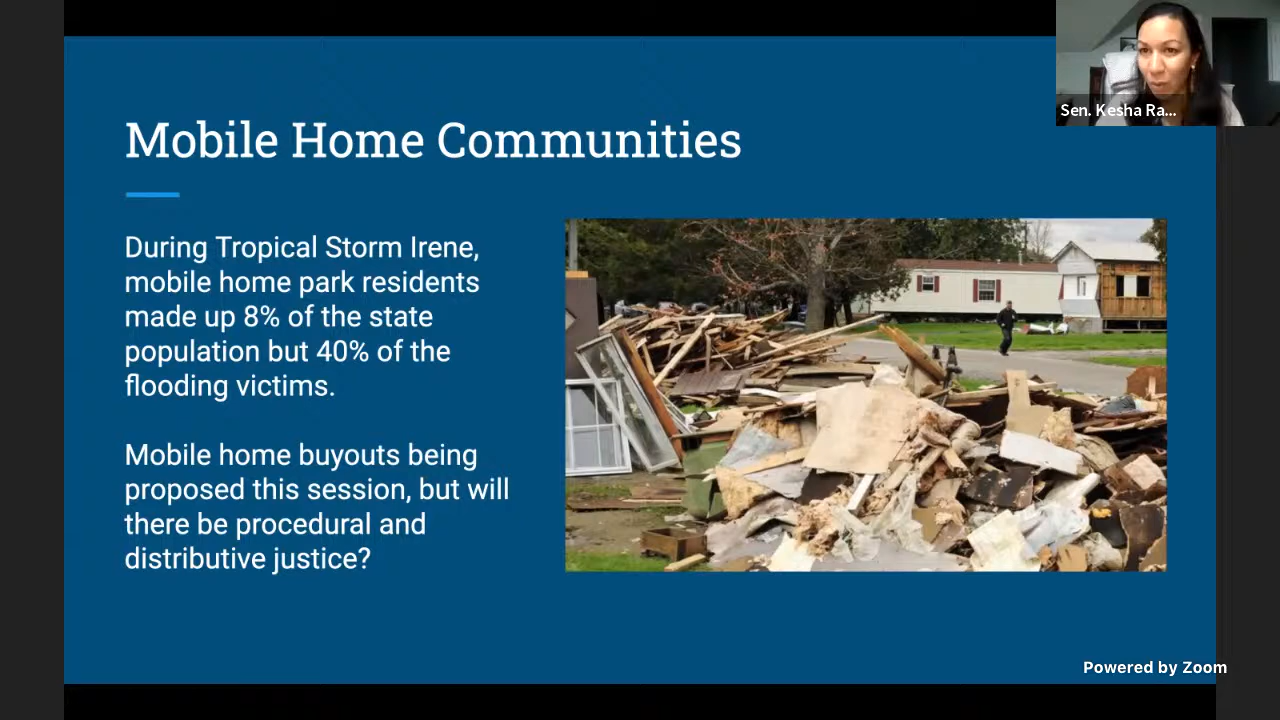 Sen. Kesha Ra...
Mobile Home Communities
During Tropical Storm Irene,
mobile home park residents
made up 8% of the state
population but 40% of the
flooding victims.
Mobile home buyouts being
proposed this session, but will
there be procedural and
distributive justice?
Powered by Zoom